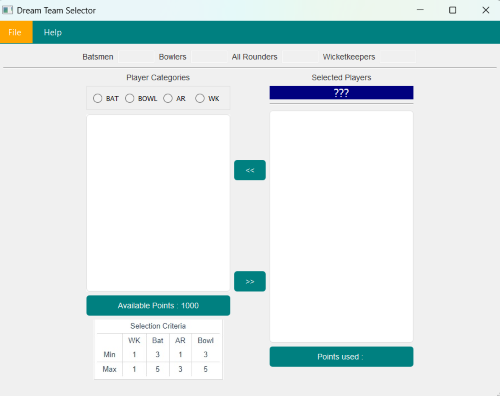 Dream Team Selector
File Help
Batsmen Bowlers All Rounders Wicketkeepers
Player Categories Selected Players
BAT BOWL AR WK
???
<<
>>
Available Points : 1000
Selection Criteria
WK Bat AR Bowl
Min 1 3 1 3
Max 1 5 3 5
Points used :